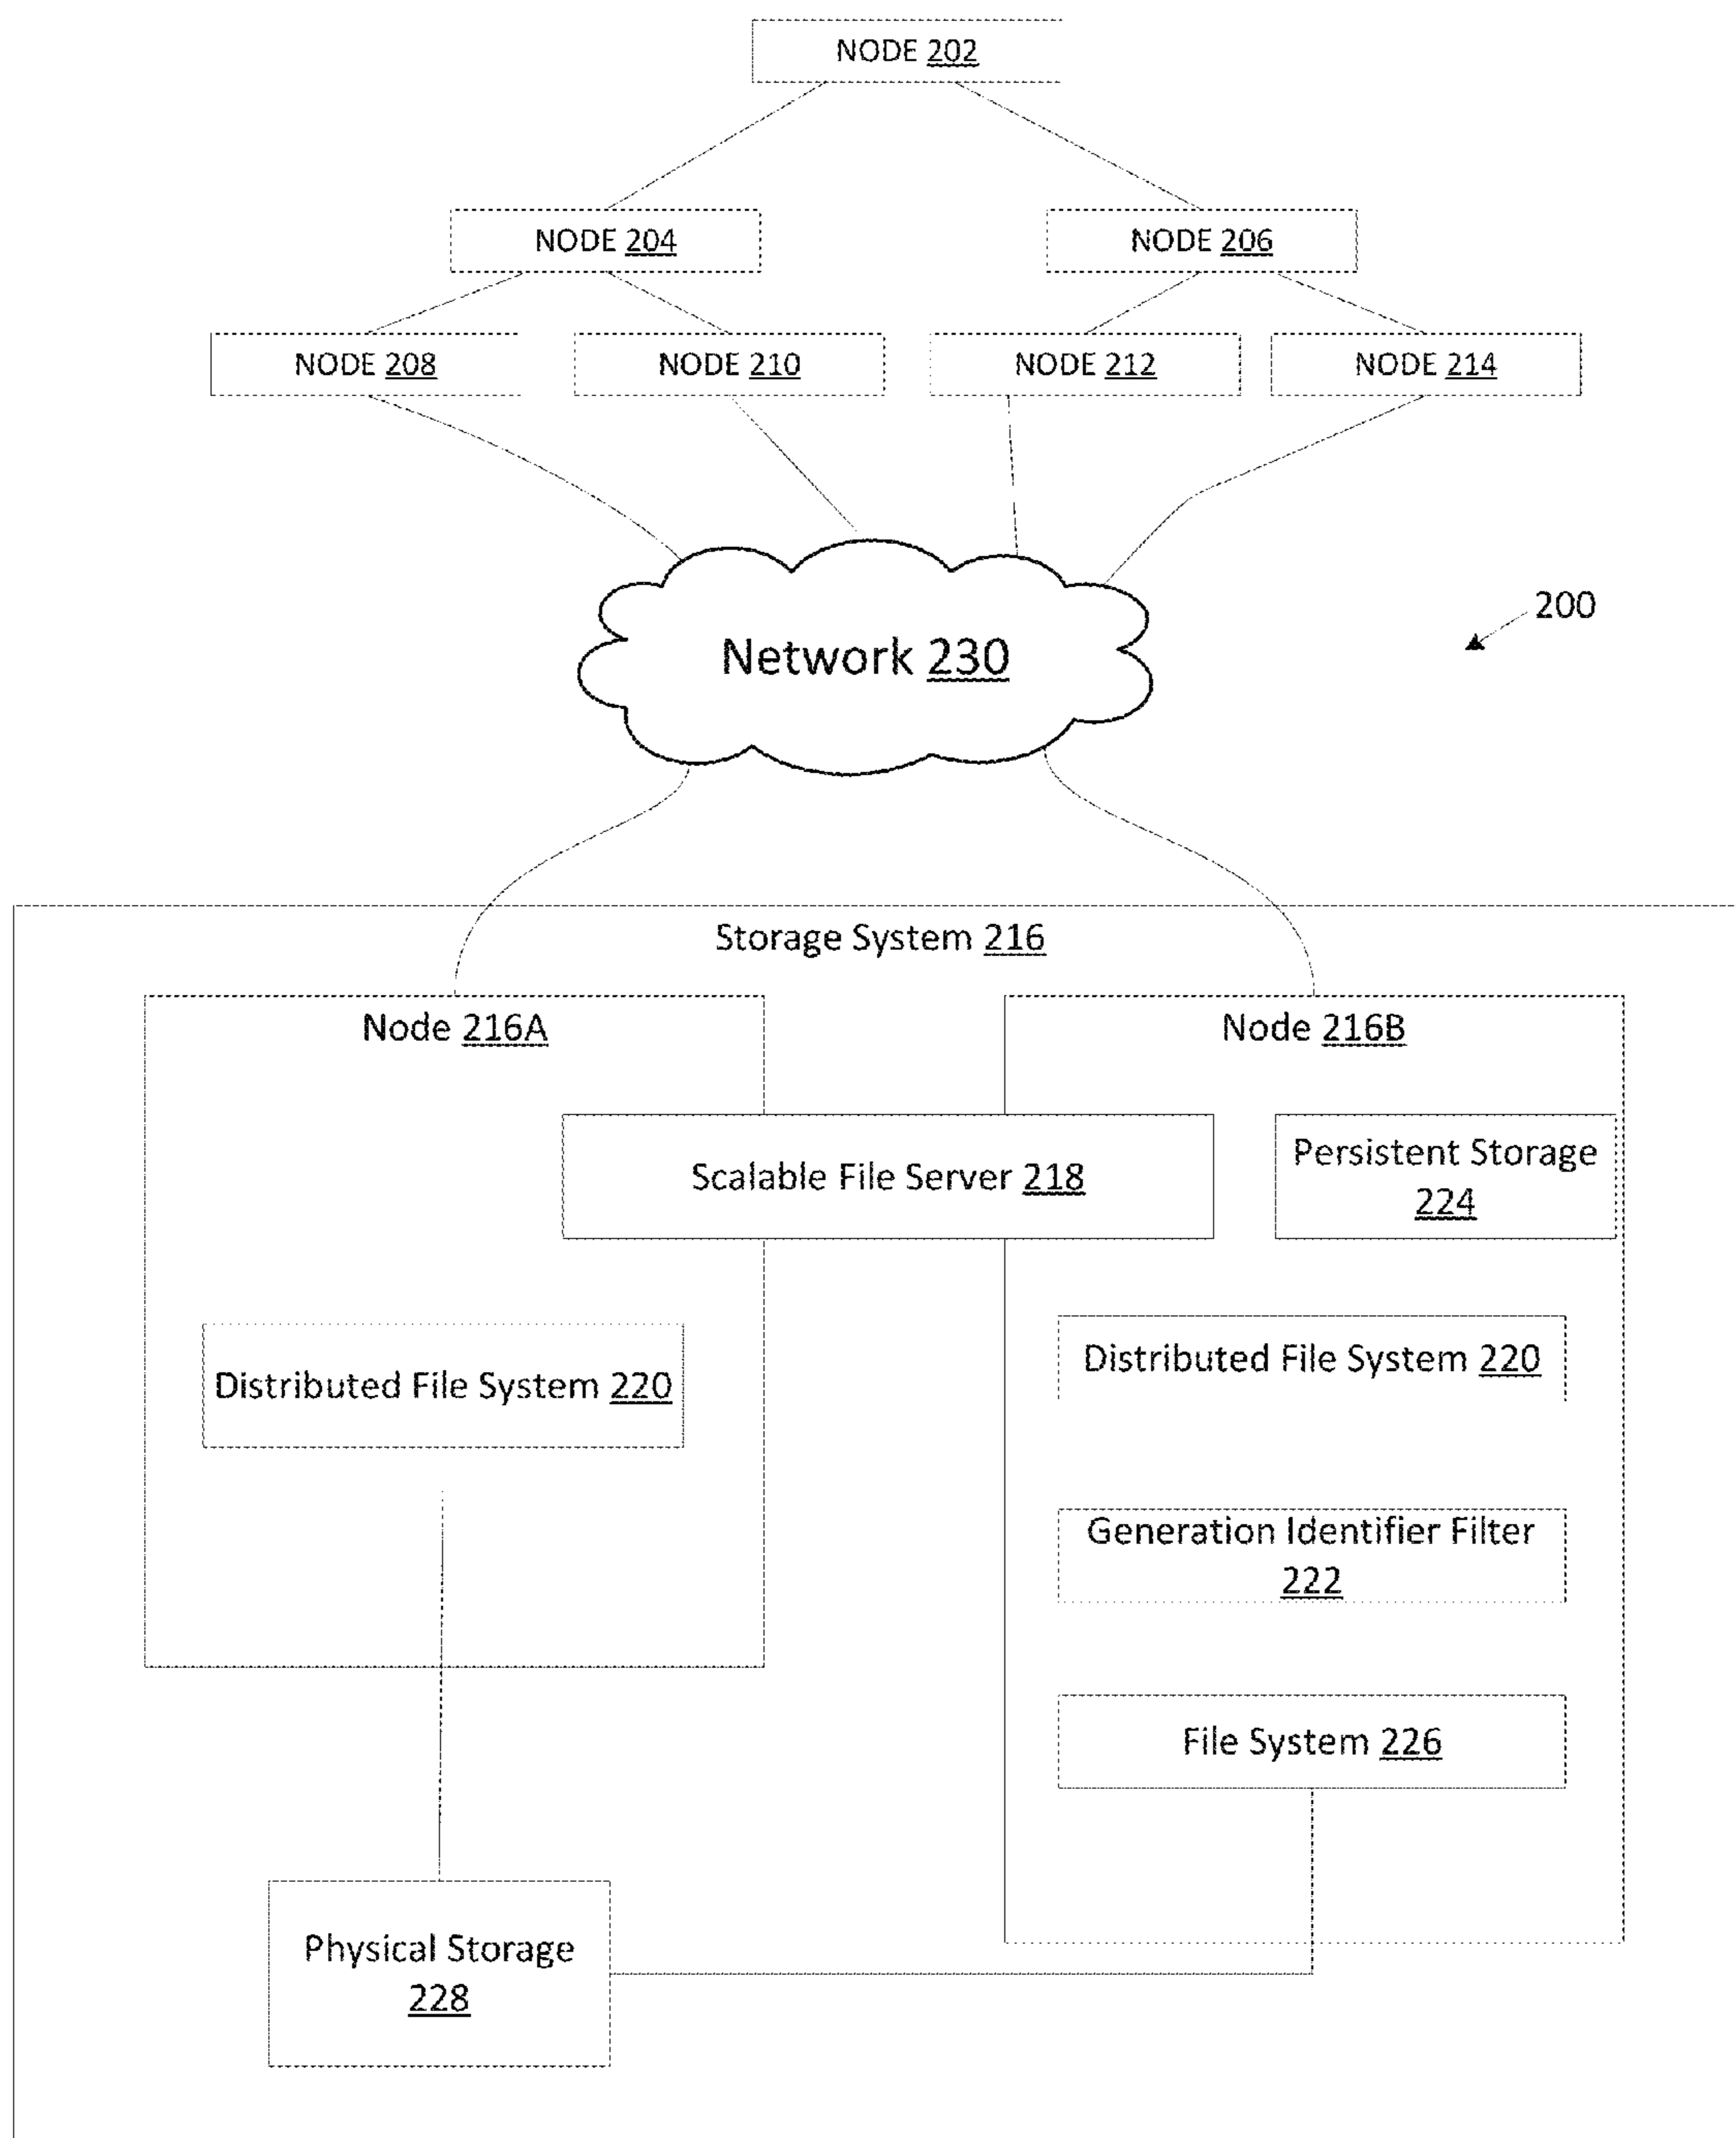 NODE 202
NODE 204
NODE 206
NODE 208
NODE 210
NODE 212
NODE 214
200
Network 230
Storage System 216
Node 216A
Node 216B
Scalable File Server 218
Persistent Storage
224
Distributed File System 220
Distributed File System 220
Generation Identifier Filter
222
File System 226
Physical Storage
228